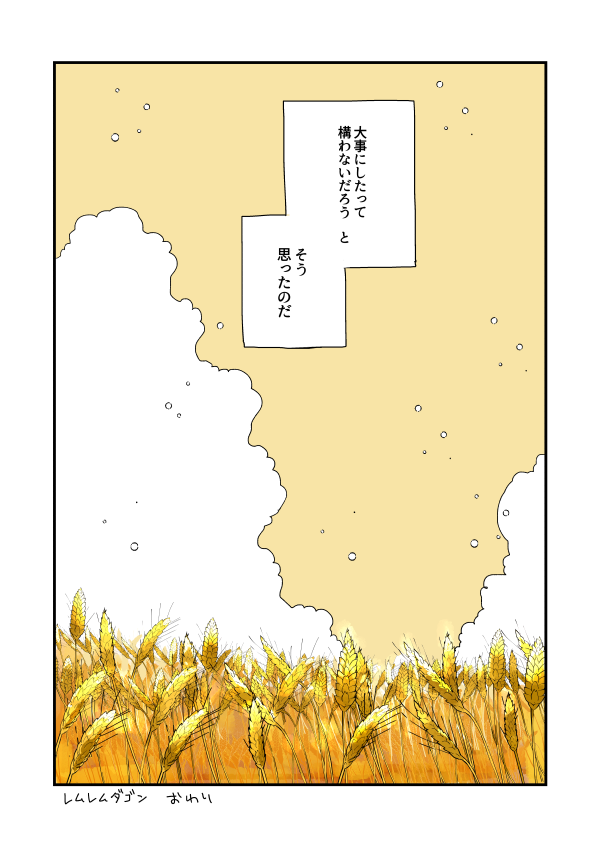 大事にしたって
構わないだろう と
そう
思ったのだ
レムレムダゴン おわり